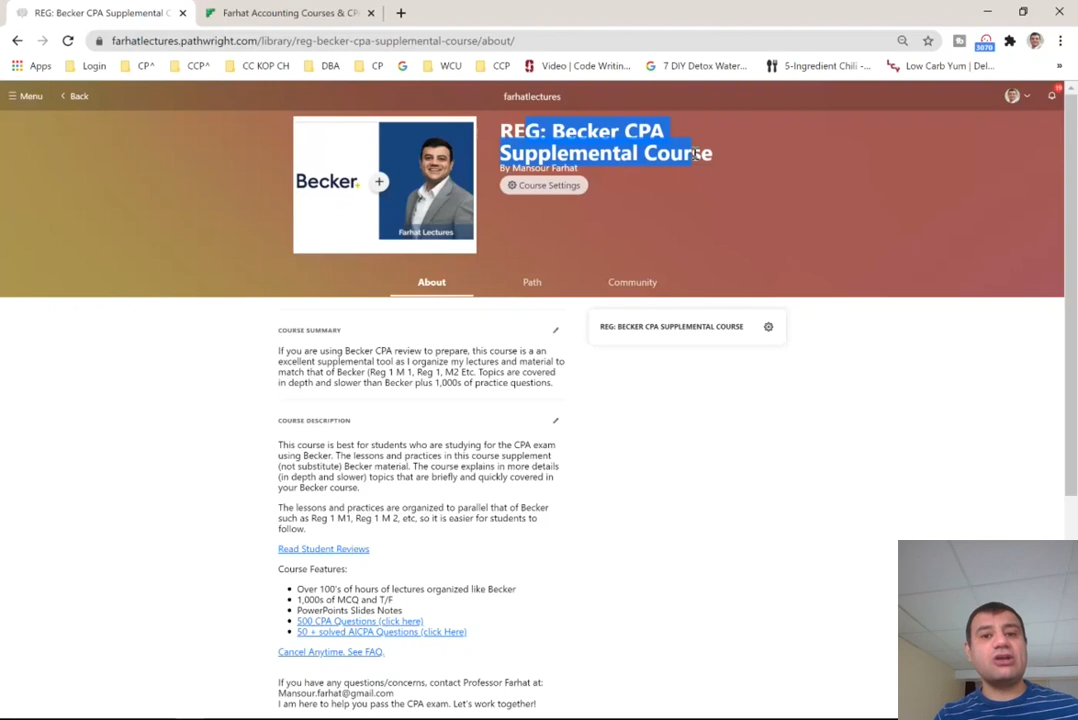 REG: Becker CPA Supplemental C
Farhat Accounting Courses & CP
farhatlectures.pathwright.com/library/reg-becker-cpa-supplemental-course/about/
3070
Apps
Login
CP^
CCP^
CC KOP CH
DBA
CP
WCU
CCP
Video | Code Writin...
7 DIY Detox Water...
5-Ingredient Chili -...
Low Carb Yum | Del...
Menu
Back
farhatlectures
Becker.
Farhat Lectures
REG: Becker CPA
Supplemental Course
By Mansour Farhat
Course Settings
About
Path
Community
COURSE SUMMARY
If you are using Becker CPA review to prepare, this course is a an
excellent supplemental tool as I organize my lectures and material to
match that of Becker (Reg 1 M 1, Reg 1, M2 Etc. Topics are covered
in depth and slower than Becker plus 1,000s of practice questions.
REG: BECKER CPA SUPPLEMENTAL COURSE
COURSE DESCRIPTION
This course is best for students who are studying for the CPA exam
using Becker. The lessons and practices in this course supplement
(not substitute) Becker material. The course explains in more details
(in depth and slower) topics that are briefly and quickly covered in
your Becker course.
The lessons and practices are organized to parallel that of Becker
such as Reg 1 M1, Reg 1 M 2, etc, so it is easier for students to
follow.
Read Student Reviews
Course Features:
Over 100's of hours of lectures organized like Becker
1,000s of MCQ and T/F
PowerPoints Slides Notes
500 CPA Questions (click here)
50 + solved AICPA Questions (click Here)
Cancel Anytime. See FAQ.
If you have any questions/concerns, contact Professor Farhat at:
Mansour.farhat@gmail.com
I am here to help you pass the CPA exam. Let's work together!